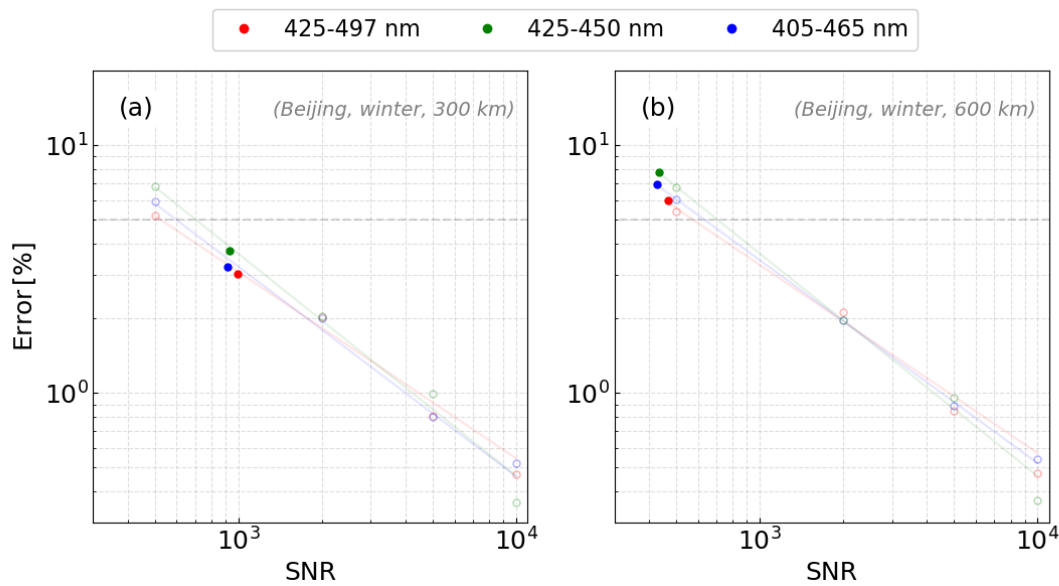 425-497 nm 425-450 nm 405-465 nm
(a) (Beijing, winter, 300 km)
(b) (Beijing, winter, 600 km)
Error [%]
10¹
10⁰
10³ 10⁴
SNR
10¹
10⁰
10³ 10⁴
SNR